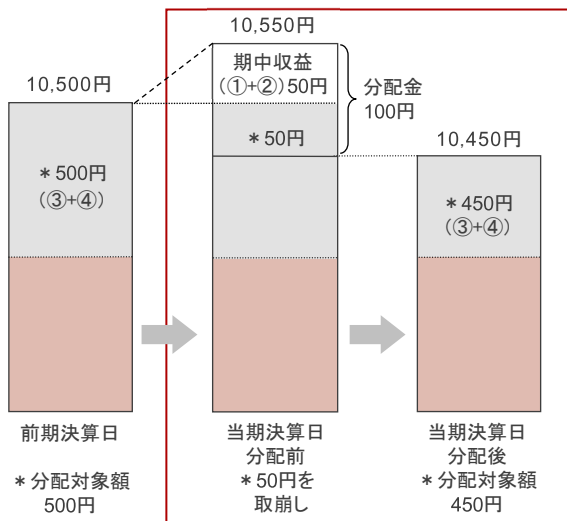 10,500円
＊500円
(③+④)
前期決算日
＊分配対象額
500円
10,550円
期中収益
(①+②)50円
＊50円
分配金
100円
当期決算日
分配前
＊50円を
取崩し
10,450円
＊450円
(③+④)
当期決算日
分配後
＊分配対象額
450円